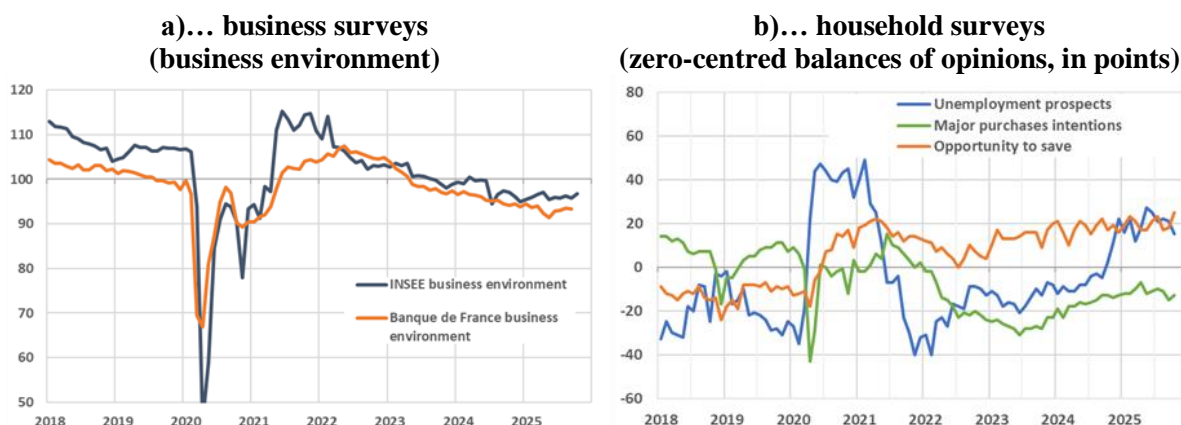 a)… business surveys
(business environment)
120
110
100
90
80
70
60
50
2018 2019 2020 2021 2022 2023 2024 2025
INSEE business environment
Banque de France business
environment
b)… household surveys
(zero-centred balances of opinions, in points)
80
60
40
20
0
-20
-40
-60
2018 2019 2020 2021 2022 2023 2024 2025
Unemployment prospects
Major purchases intentions
Opportunity to save